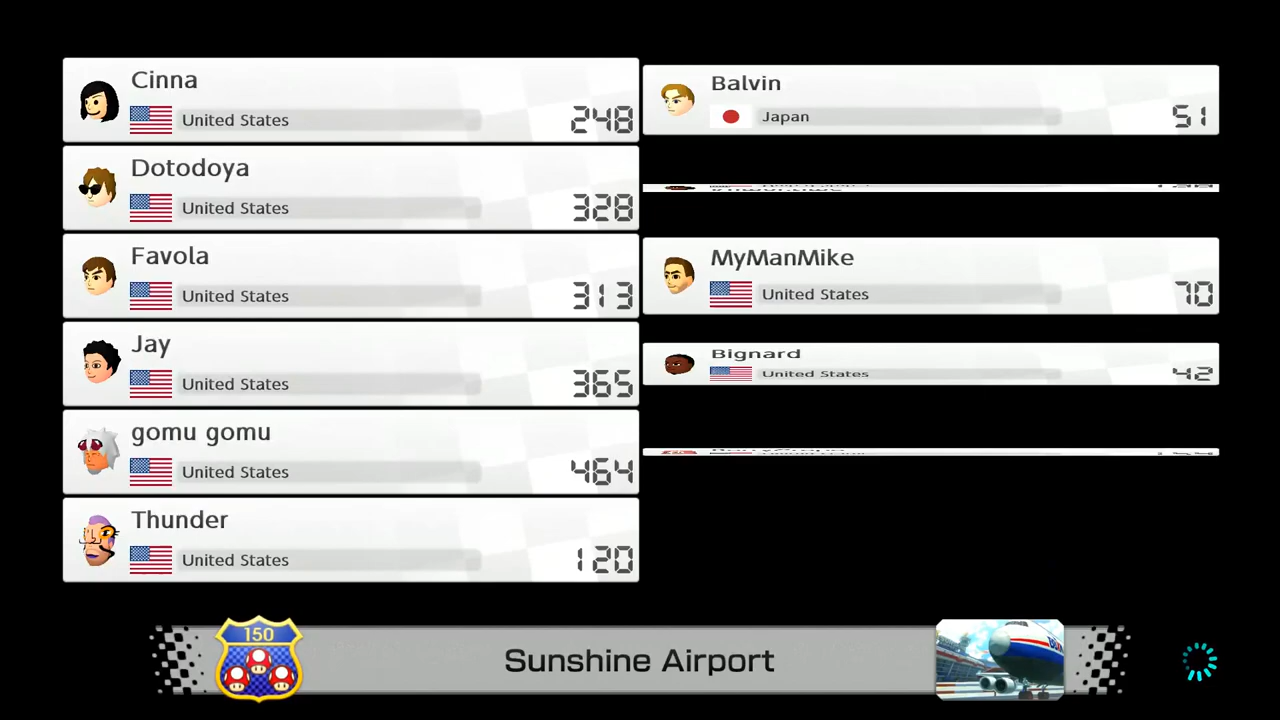 Cinna
United States
248
Dotodoya
United States
328
Favola
United States
313
Jay
United States
365
gomu gomu
United States
464
Thunder
United States
120
Balvin
Japan
51
MyManMike
United States
70
Bignard
United States
42
150
Sunshine Airport